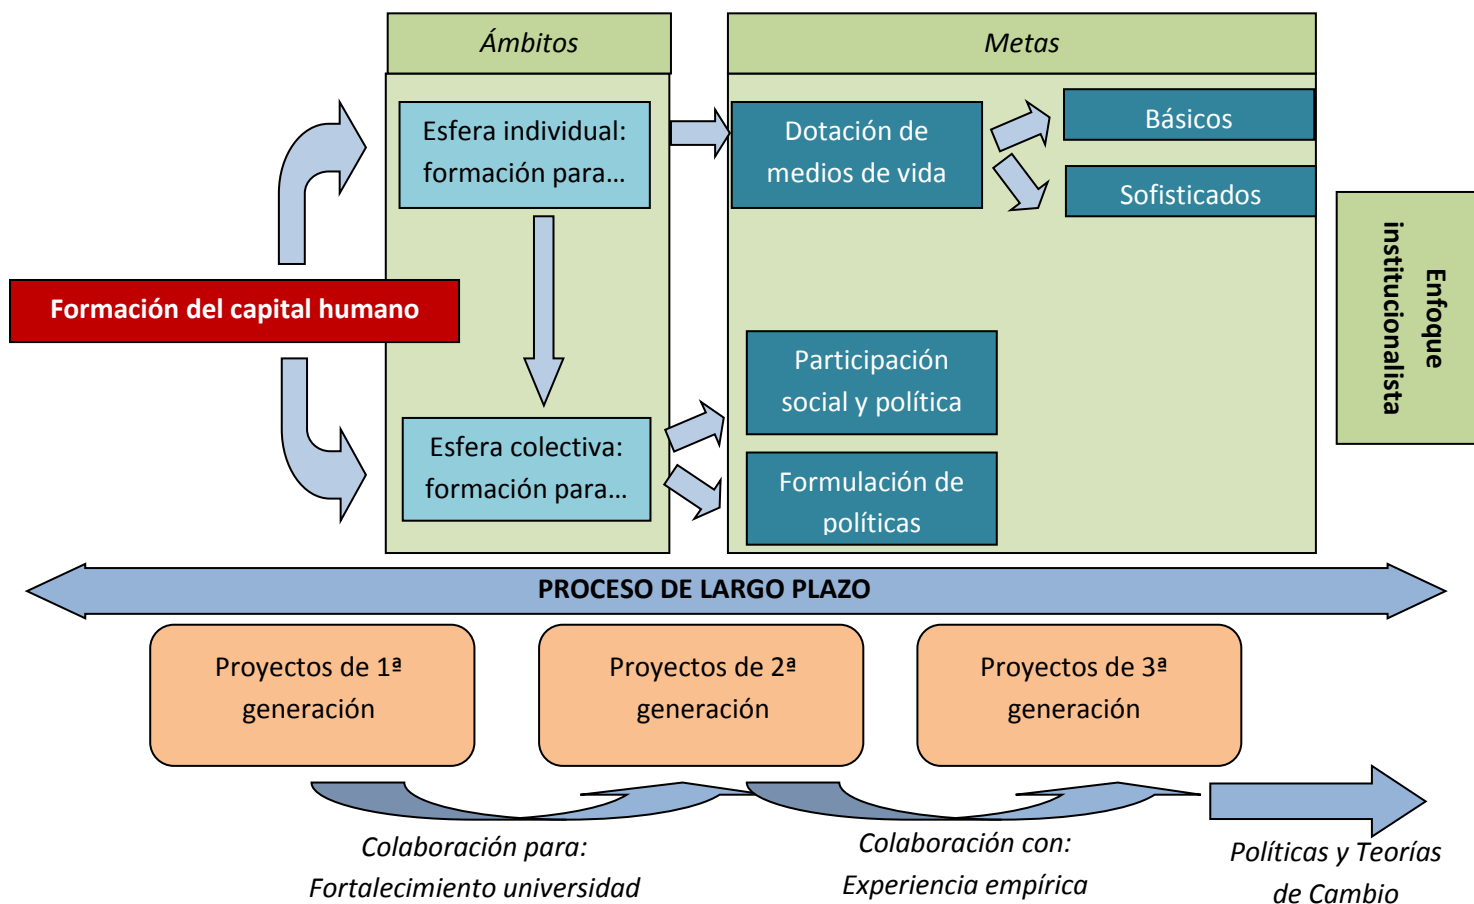 Ámbitos
Metas
Esfera individual:
formación para…
Dotación de
medios de vida
Básicos
Sofisticados
Enfoque
institucionalista
Formación del capital humano
Participación
social y política
Esfera colectiva:
formación para…
Formulación de
políticas
PROCESO DE LARGO PLAZO
Proyectos de 1ª
generación
Proyectos de 2ª
generación
Proyectos de 3ª
generación
Colaboración para:
Fortalecimiento universidad
Colaboración con:
Experiencia empírica
Políticas y Teorías
de Cambio